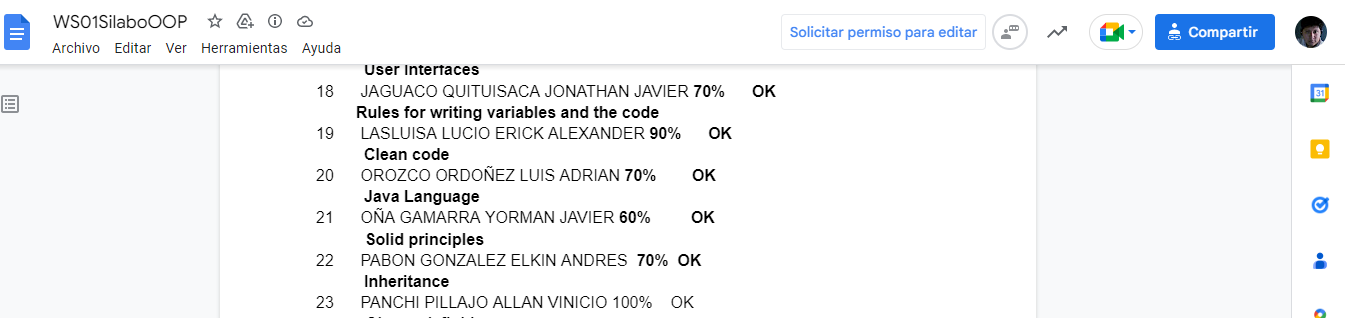 WS01SilaboOOP
Archivo Editar Ver Herramientas Ayuda
Solicitar permiso para editar
Compartir
User Interfaces
18 JAGUACO QUITUISACA JONATHAN JAVIER 70% OK
Rules for writing variables and the code
19 LASLUISA LUCIO ERICK ALEXANDER 90% OK
Clean code
20 OROZCO ORDOÑEZ LUIS ADRIAN 70% OK
Java Language
21 OÑA GAMARRA YORMAN JAVIER 60% OK
Solid principles
22 PABON GONZALEZ ELKIN ANDRES 70% OK
Inheritance
23 PANCHI PILLAJO ALLAN VINICIO 100% OK
31